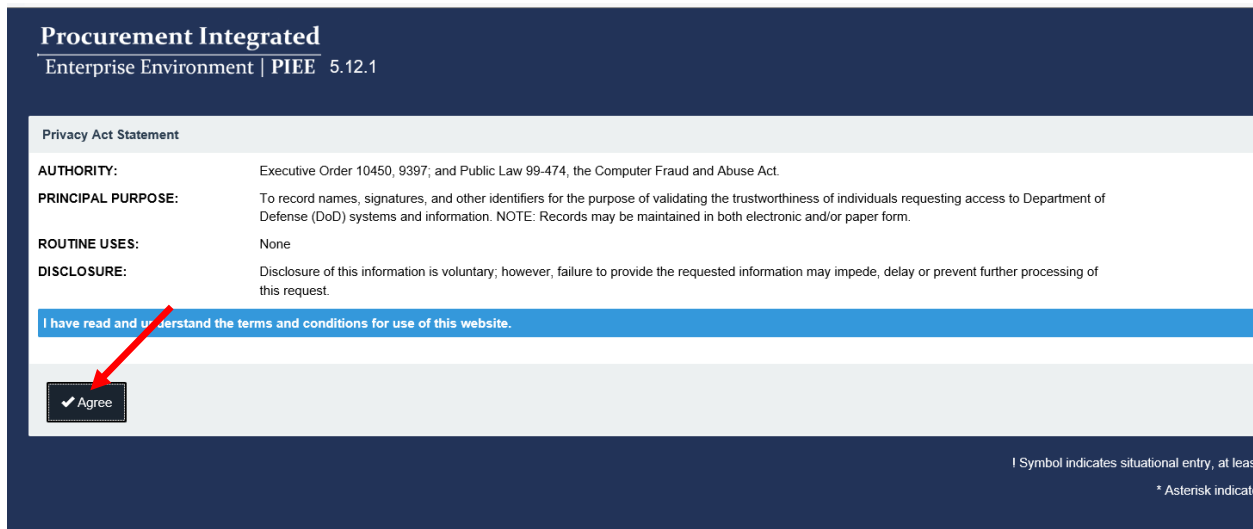 Procurement Integrated
Enterprise Environment | PIEE 5.12.1
Privacy Act Statement
AUTHORITY: Executive Order 10450, 9397; and Public Law 99-474, the Computer Fraud and Abuse Act.
PRINCIPAL PURPOSE: To record names, signatures, and other identifiers for the purpose of validating the trustworthiness of individuals requesting access to Department of
Defense (DoD) systems and information. NOTE: Records may be maintained in both electronic and/or paper form.
ROUTINE USES: None
DISCLOSURE: Disclosure of this information is voluntary; however, failure to provide the requested information may impede, delay or prevent further processing of
this request.
I have read and understand the terms and conditions for use of this website.
Agree
! Symbol indicates situational entry, at
* Asterisk